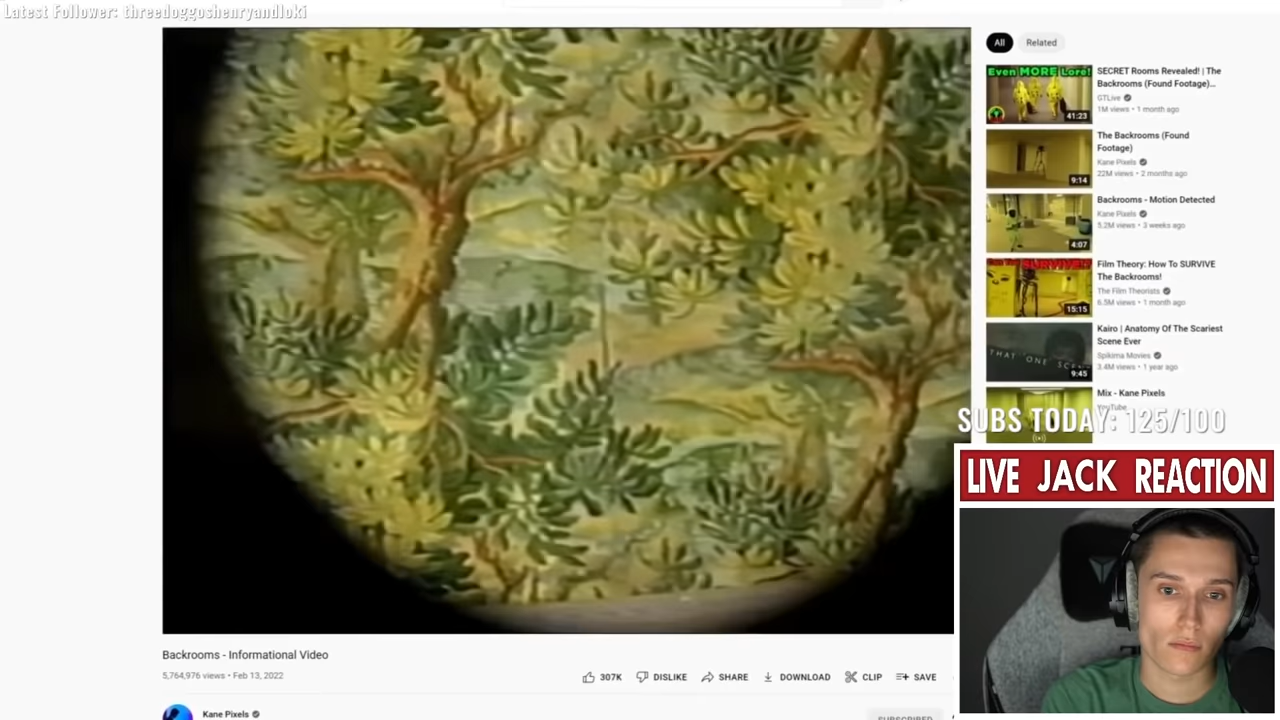 Latest Follower: threedoggoshenryandloki
All
Related
Even MORE Lore!
41:23
SECRET Rooms Revealed! | The
Backrooms (Found Footage)...
GTLive
1M views • 1 month ago
9:14
The Backrooms (Found
Footage)
Kane Pixels
22M views • 2 months ago
4:07
Backrooms - Motion Detected
Kane Pixels
5.2M views • 3 weeks ago
15:15
Film Theory: How To SURVIVE
The Backrooms!
The Film Theorists
6.5M views • 1 month ago
THAT ONE SCE
9:45
Kairo | Anatomy Of The Scariest
Scene Ever
Spikima Movies
3.4M views • 1 year ago
Mix - Kane Pixels
YouTube
SUBS TODAY: 125/100
LIVE JACK REACTION
Backrooms - Informational Video
5,764,976 views • Feb 13, 2022
307K
DISLIKE
SHARE
DOWNLOAD
CLIP
SAVE
Kane Pixels
SUBSCRIBED